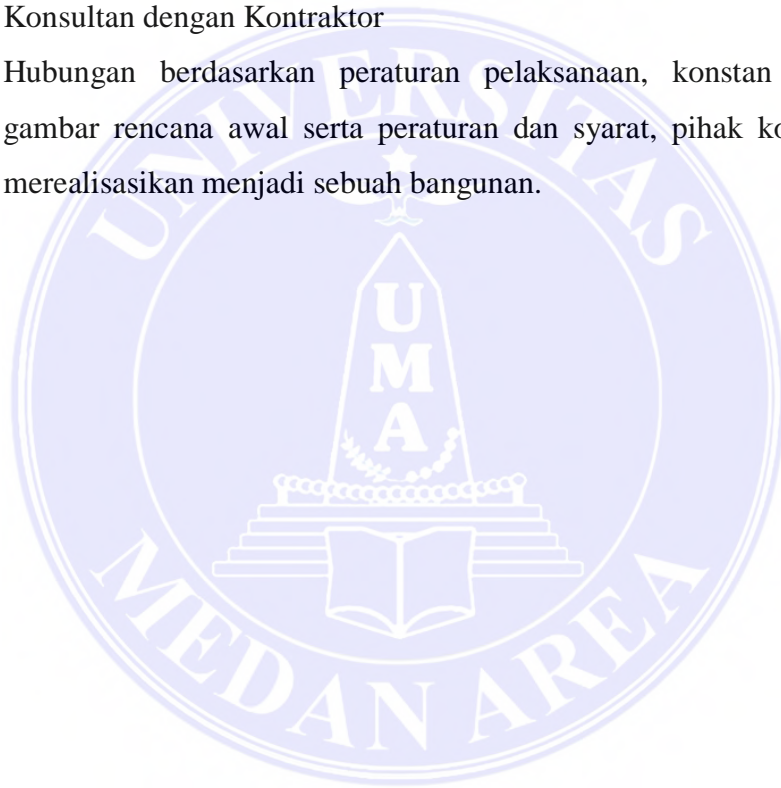 Konsultan dengan Kontraktor
Hubungan berdasarkan peraturan pelaksanaan, konstan
gambar rencana awal serta peraturan dan syarat, pihak
merealisasikan menjadi sebuah bangunan.
UNIVERSITAS
UMA
MEDAN AREA